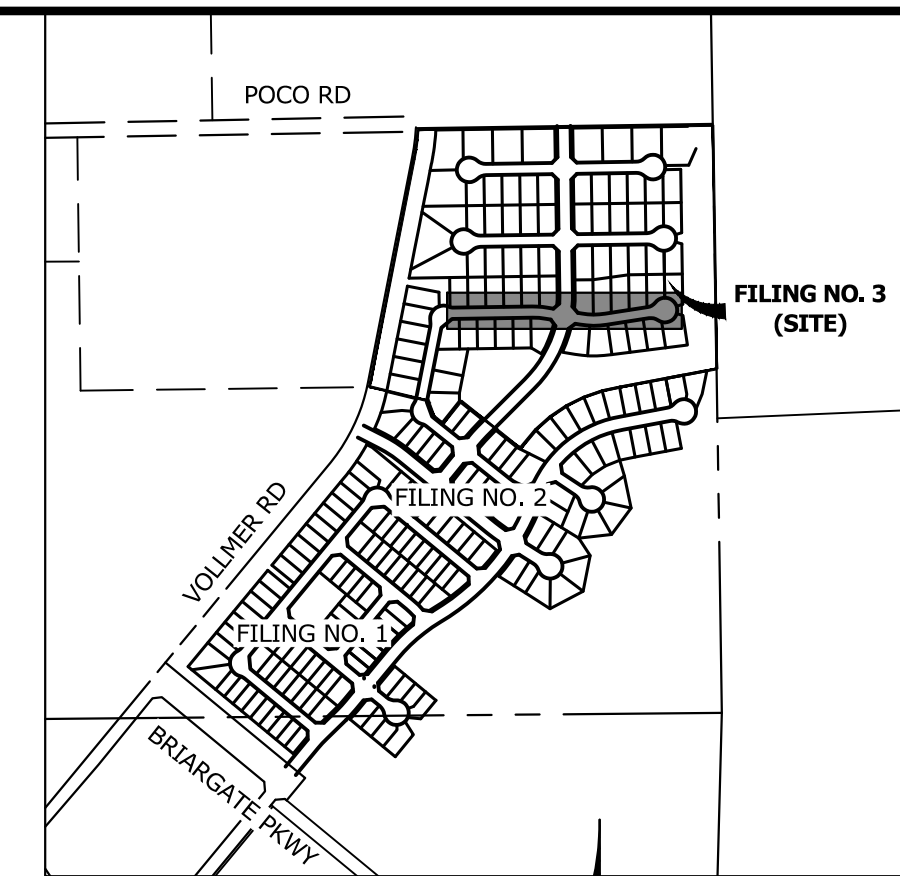 POCO RD
FILING NO. 3
(SITE)
FILING NO. 2
VOLLMER RD
FILING NO. 1
BRIARGATE PKWY